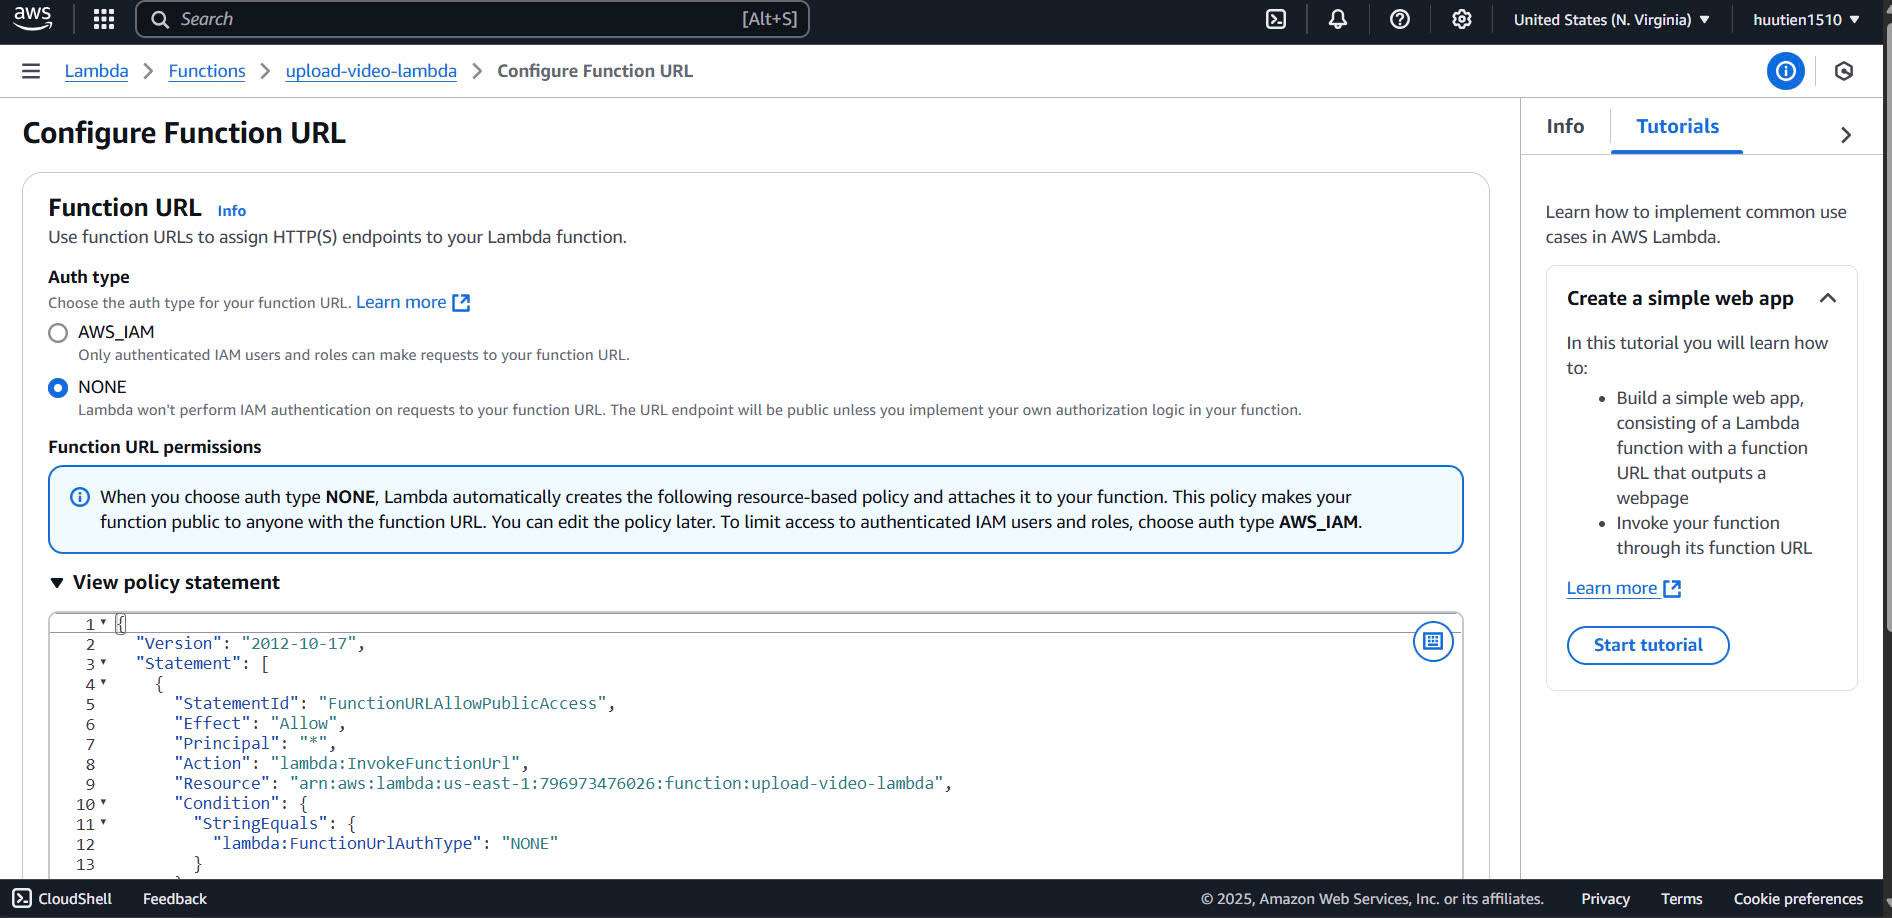 aws
Search
[Alt+S]
United States (N. Virginia)
huutien1510
Lambda
Functions
upload-video-lambda
Configure Function URL
Configure Function URL
Function URL
Info
Use function URLs to assign HTTP(S) endpoints to your Lambda function.
Auth type
Choose the auth type for your function URL. Learn more
AWS_IAM
Only authenticated IAM users and roles can make requests to your function URL.
NONE
Lambda won't perform IAM authentication on requests to your function URL. The URL endpoint will be public unless you implement your own authorization logic in your function.
Function URL permissions
When you choose auth type NONE, Lambda automatically creates the following resource-based policy and attaches it to your function. This policy makes your
function public to anyone with the function URL. You can edit the policy later. To limit access to authenticated IAM users and roles, choose auth type AWS_IAM.
View policy statement
1 {
2 "Version": "2012-10-17",
3 "Statement": [
4 {
5 "StatementId": "FunctionURLAllowPublicAccess",
6 "Effect": "Allow",
7 "Principal": "*",
8 "Action": "lambda:InvokeFunctionUrl",
9 "Resource": "arn:aws:lambda:us-east-1:796973476026:function:upload-video-lambda",
10 "Condition": {
11 "StringEquals": {
12 "lambda:FunctionUrlAuthType": "NONE"
13 }
Info
Tutorials
Learn how to implement common use
cases in AWS Lambda.
Create a simple web app
In this tutorial you will learn how
to:
• Build a simple web app,
consisting of a Lambda
function with a function
URL that outputs a
webpage
• Invoke your function
through its function URL
Learn more
Start tutorial
CloudShell
Feedback
© 2025, Amazon Web Services, Inc. or its affiliates.
Privacy
Terms
Cookie preferences